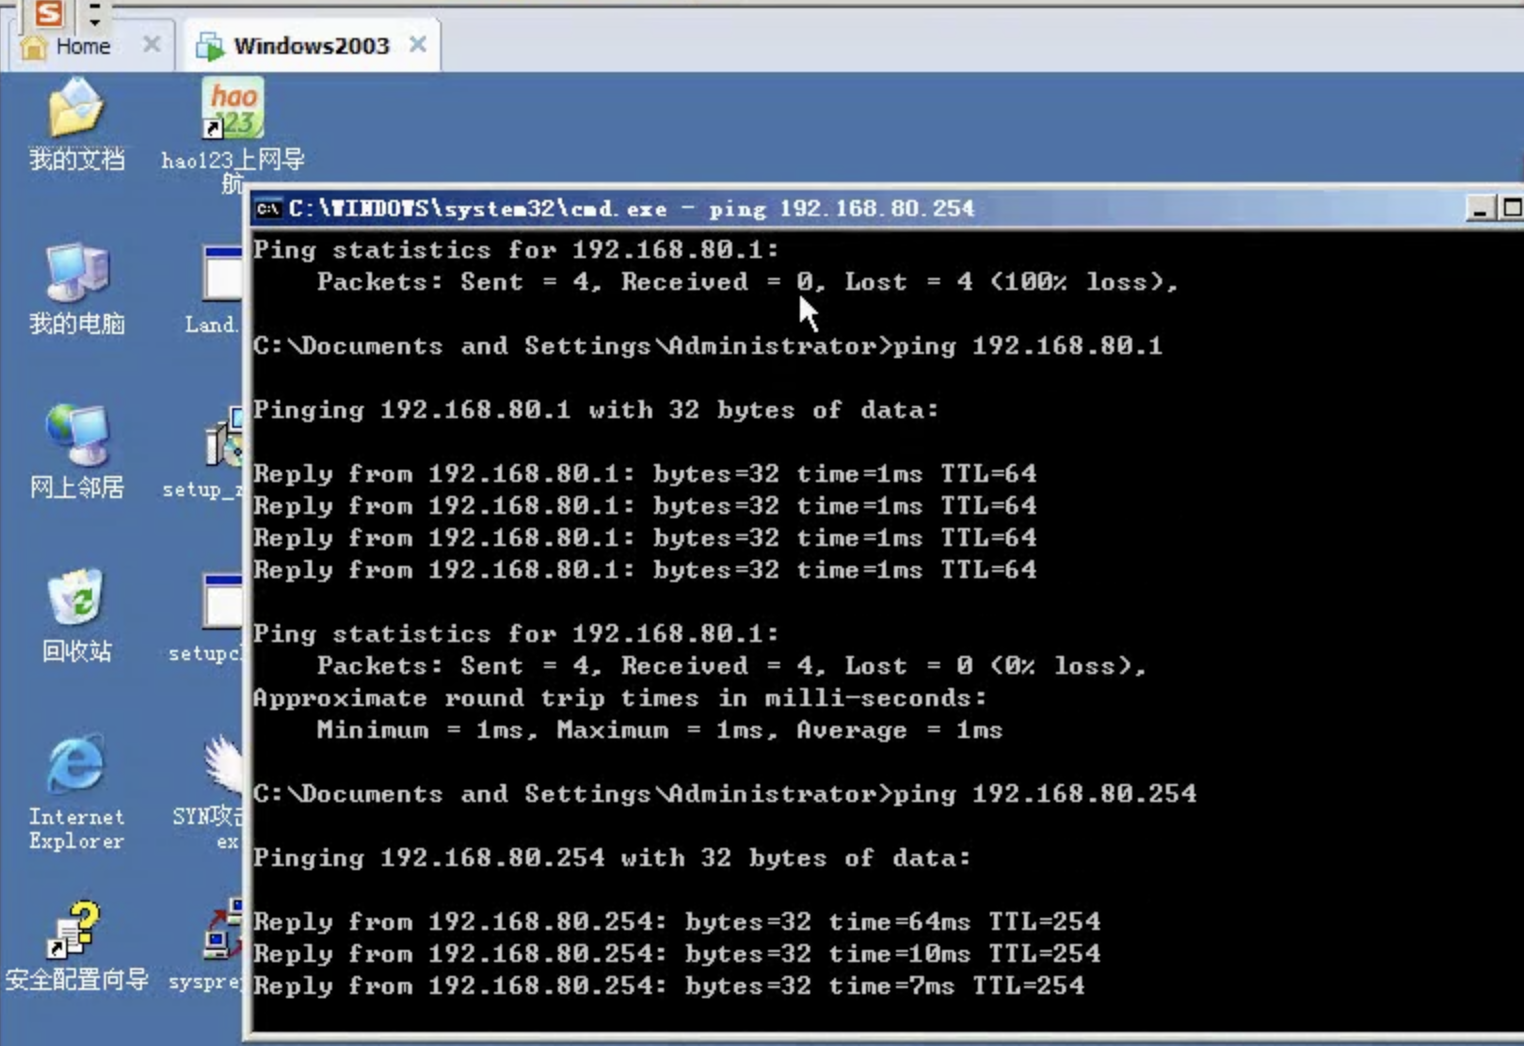 Home
Windows2003
我的文档
hao
123
hao123上网导
航
C:\WINDOWS\system32\cmd.exe - ping 192.168.80.254
Ping statistics for 192.168.80.1:
Packets: Sent = 4, Received = 0, Lost = 4 (100% loss),
C:\Documents and Settings\Administrator>ping 192.168.80.1
Pinging 192.168.80.1 with 32 bytes of data:
Reply from 192.168.80.1: bytes=32 time=1ms TTL=64
Reply from 192.168.80.1: bytes=32 time=1ms TTL=64
Reply from 192.168.80.1: bytes=32 time=1ms TTL=64
Reply from 192.168.80.1: bytes=32 time=1ms TTL=64
Ping statistics for 192.168.80.1:
Packets: Sent = 4, Received = 4, Lost = 0 (0% loss),
Approximate round trip times in milli-seconds:
Minimum = 1ms, Maximum = 1ms, Average = 1ms
C:\Documents and Settings\Administrator>ping 192.168.80.254
Pinging 192.168.80.254 with 32 bytes of data:
Reply from 192.168.80.254: bytes=32 time=64ms TTL=254
Reply from 192.168.80.254: bytes=32 time=10ms TTL=254
Reply from 192.168.80.254: bytes=32 time=7ms TTL=254
我的电脑
Land.
网上邻居
setup_
回收站
setupc
Internet
Explorer
SYN攻
ex
安全配置向导
syspre